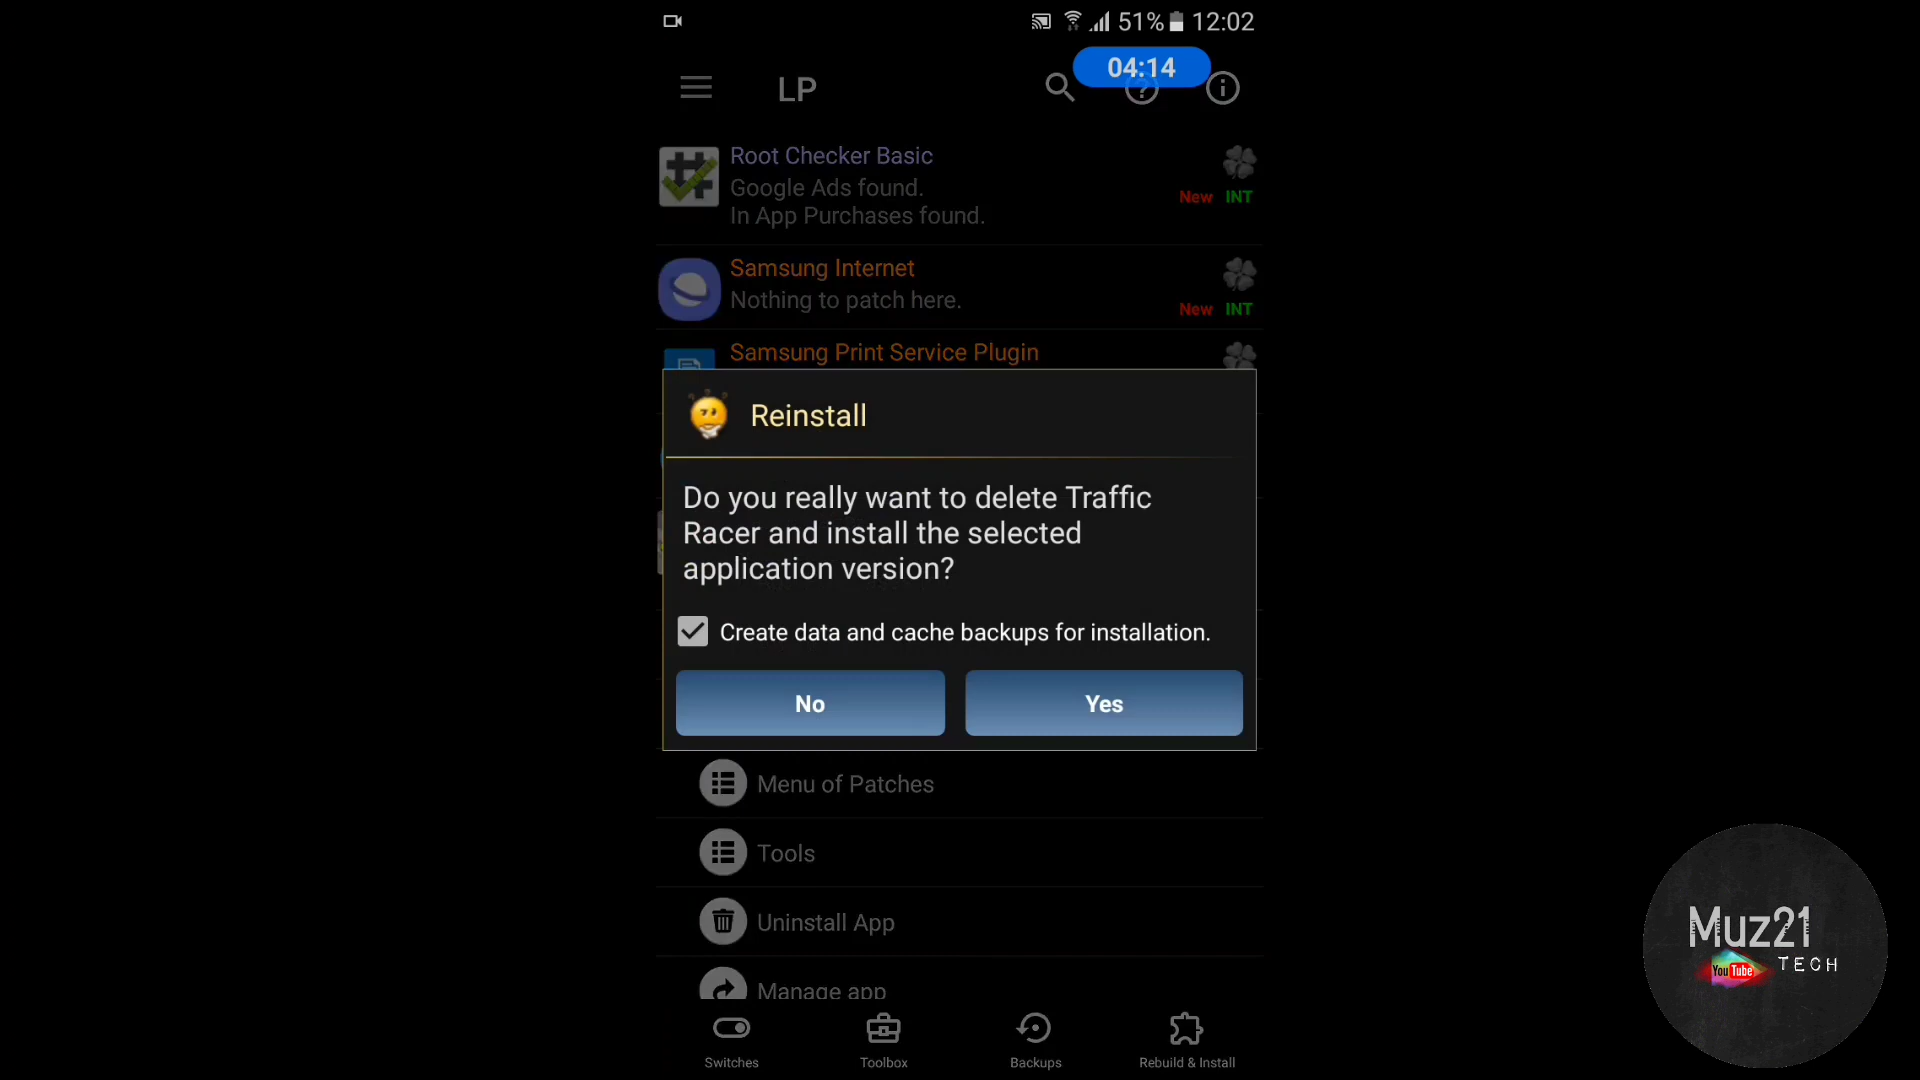 51% 12:02
04:14
LP
Root Checker Basic
Google Ads found.
In App Purchases found.
New INT
Samsung Internet
Nothing to patch here.
New INT
Samsung Print Service Plugin
Reinstall
Do you really want to delete Traffic
Racer and install the selected
application version?
Create data and cache backups for installation.
No
Yes
Menu of Patches
Tools
Uninstall App
Manage app
Switches
Toolbox
Backups
Rebuild & Install
Muz21
YouTube
TECH